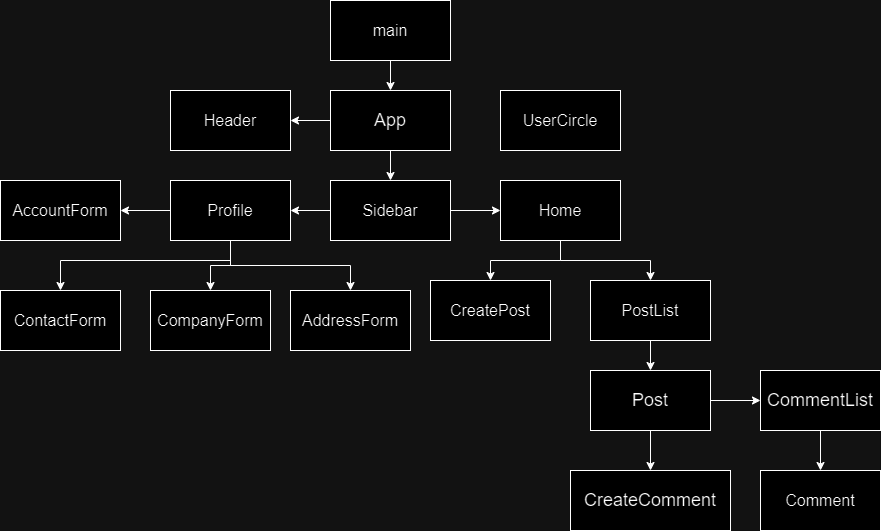 main
Header
App
UserCircle
AccountForm
Profile
Sidebar
Home
ContactForm
CompanyForm
AddressForm
CreatePost
PostList
Post
CommentList
CreateComment
Comment